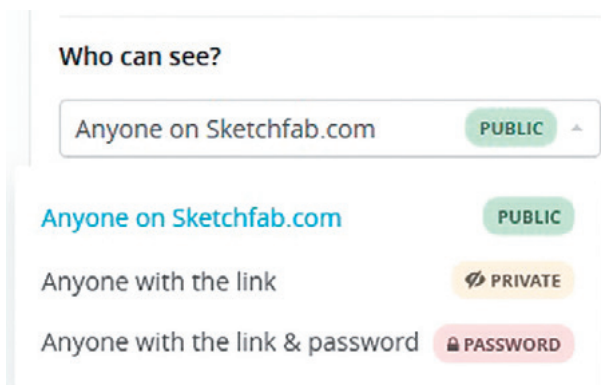 Who can see?
Anyone on Sketchfab.com PUBLIC
Anyone on Sketchfab.com PUBLIC
Anyone with the link PRIVATE
Anyone with the link & password PASSWORD